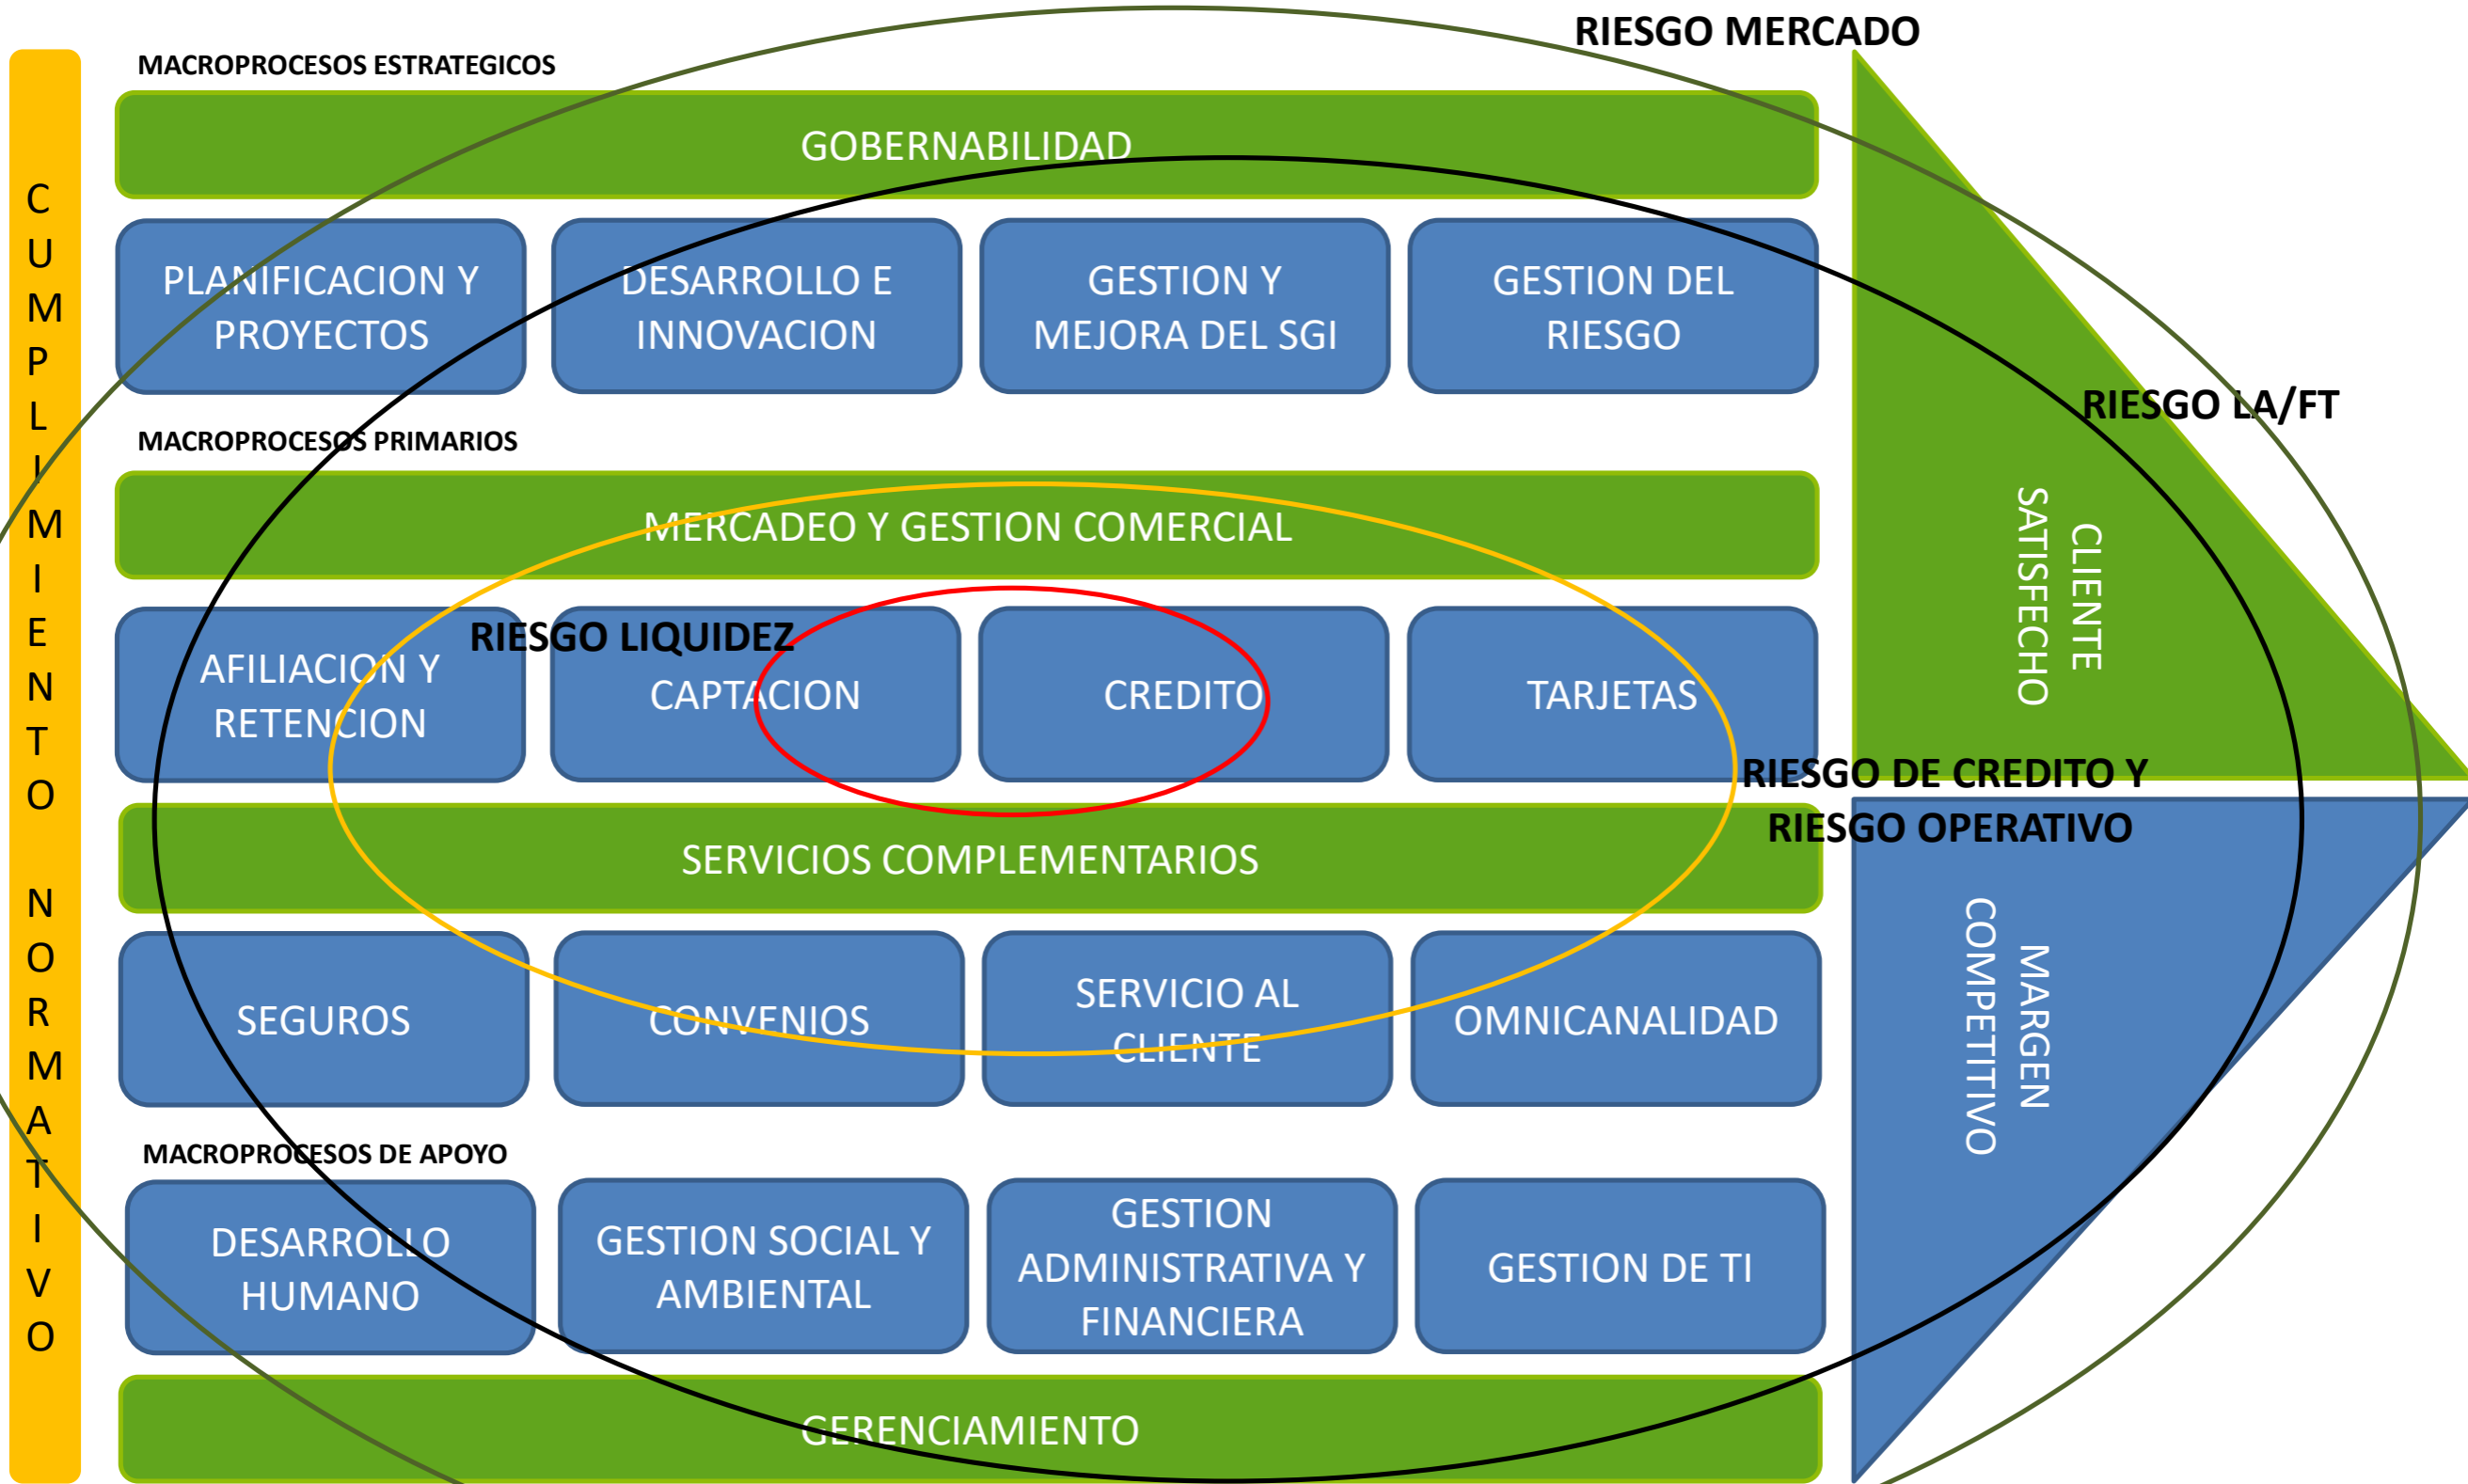 RIESGO MERCADO
MACROPROCESOS ESTRATEGICOS
GOBERNABILIDAD
CUMPLIMIENTO NORMATIVO
PLANIFICACION Y
PROYECTOS
DESARROLLO E
INNOVACION
GESTION Y
MEJORA DEL SGI
GESTION DEL
RIESGO
RIESGO LA/FT
MACROPROCESOS PRIMARIOS
MERCADEO Y GESTION COMERCIAL
CLIENTE
SATISFECHO
RIESGO LIQUIDEZ
AFILIACION Y
RETENCION
CAPTACION
CREDITO
TARJETAS
RIESGO DE CREDITO Y
RIESGO OPERATIVO
SERVICIOS COMPLEMENTARIOS
SEGUROS
CONVENIOS
SERVICIO AL
CLIENTE
OMNICANALIDAD
MARGEN
COMPETITIVO
MACROPROCESOS DE APOYO
DESARROLLO
HUMANO
GESTION SOCIAL Y
AMBIENTAL
GESTION
ADMINISTRATIVA Y
FINANCIERA
GESTION DE TI
GERENCIAMIENTO